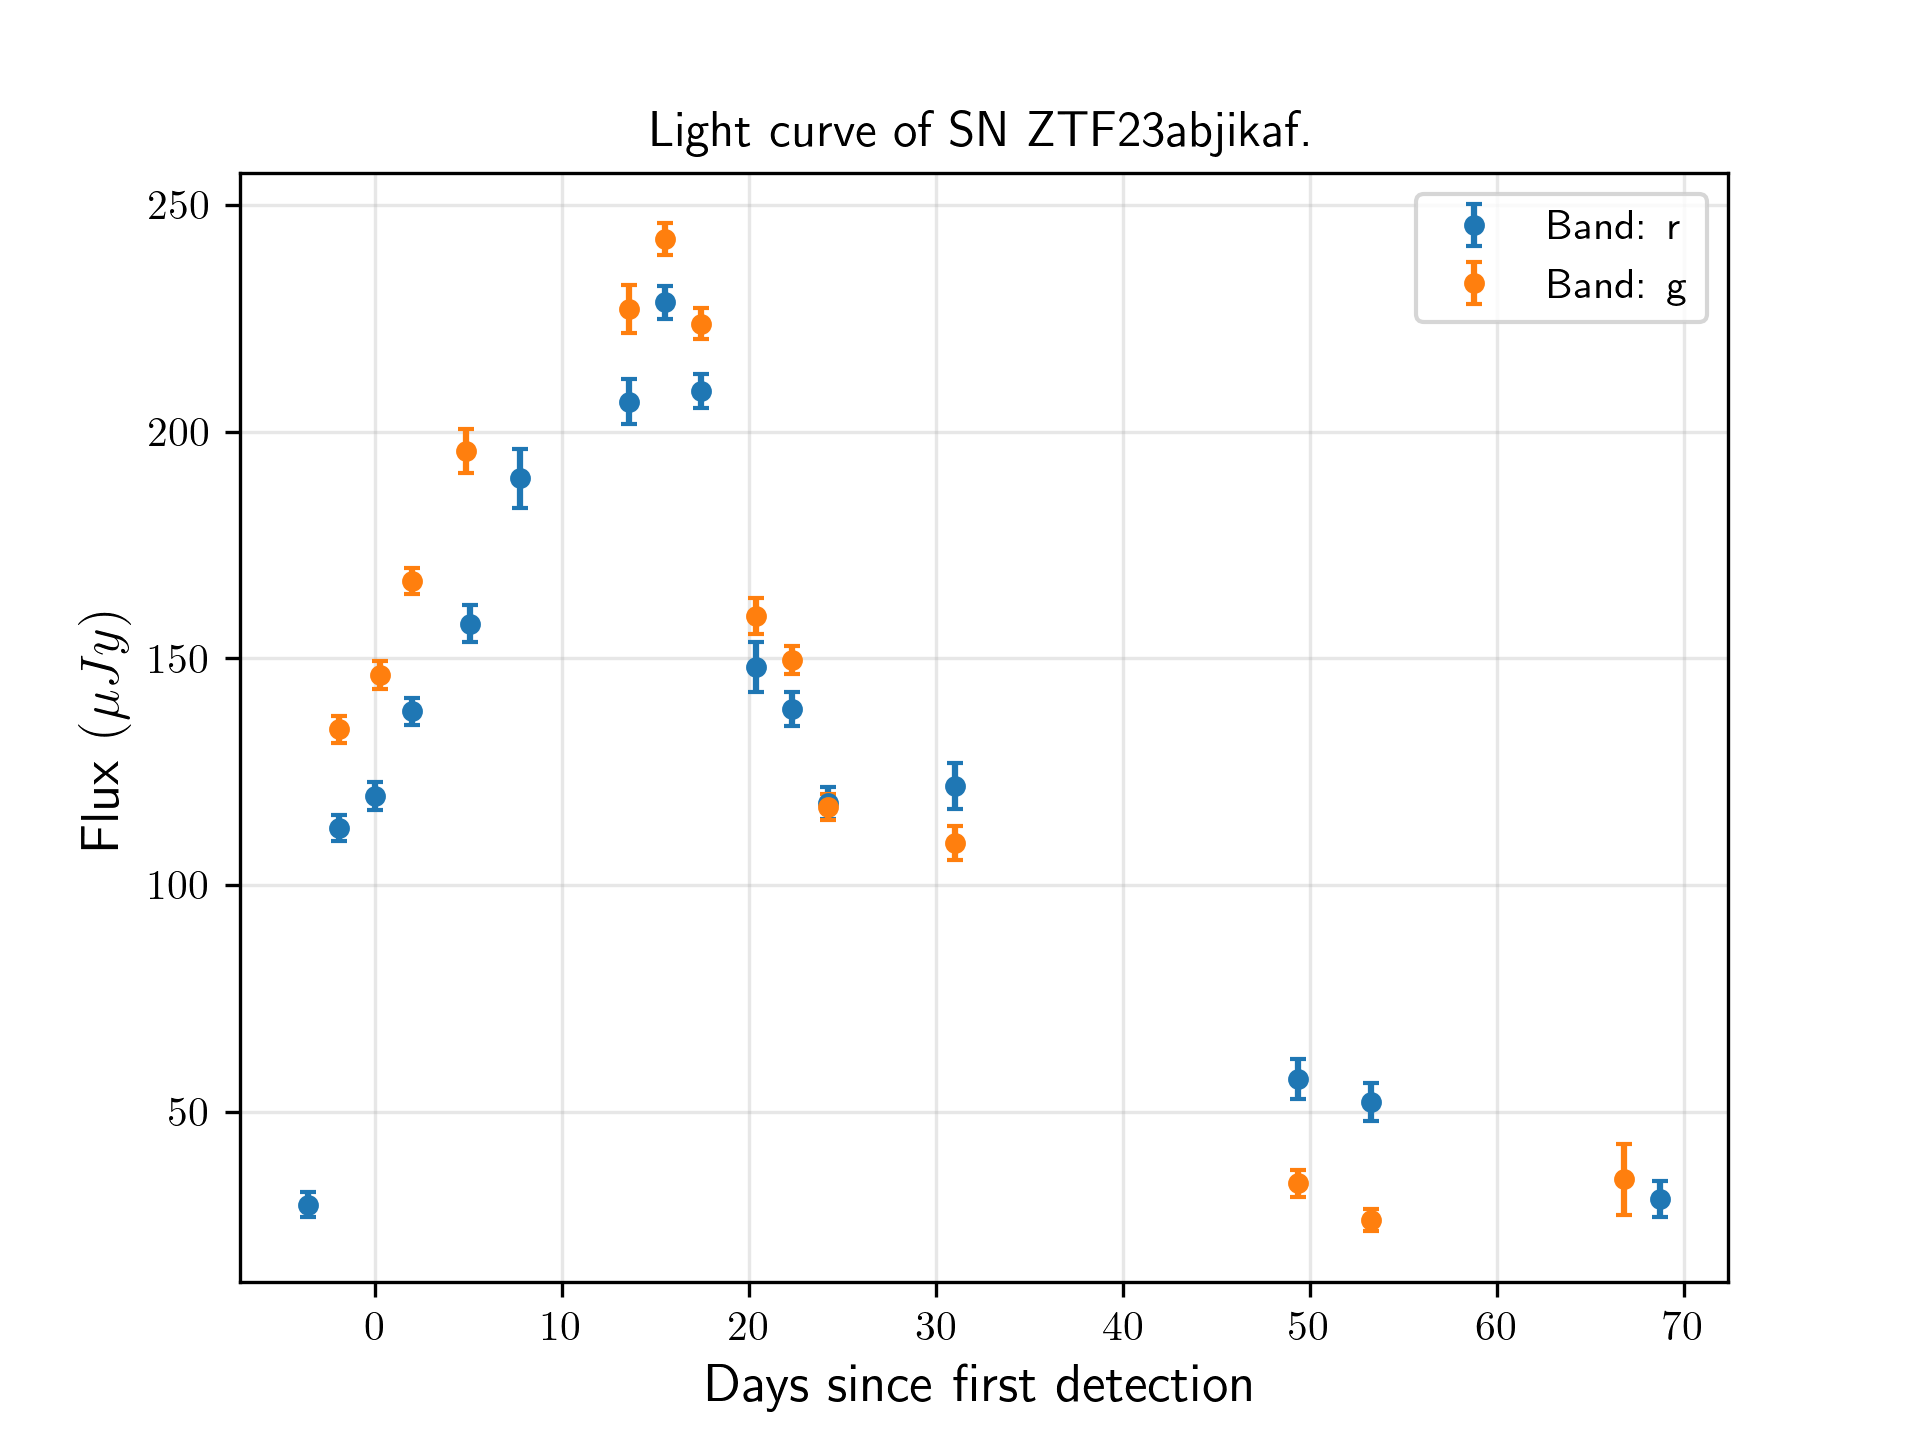 Light curve of SN ZTF23abjikaf.
250
200
150
100
50
Flux (μJy)
Band: r
Band: g
0 10 20 30 40 50 60 70
Days since first detection